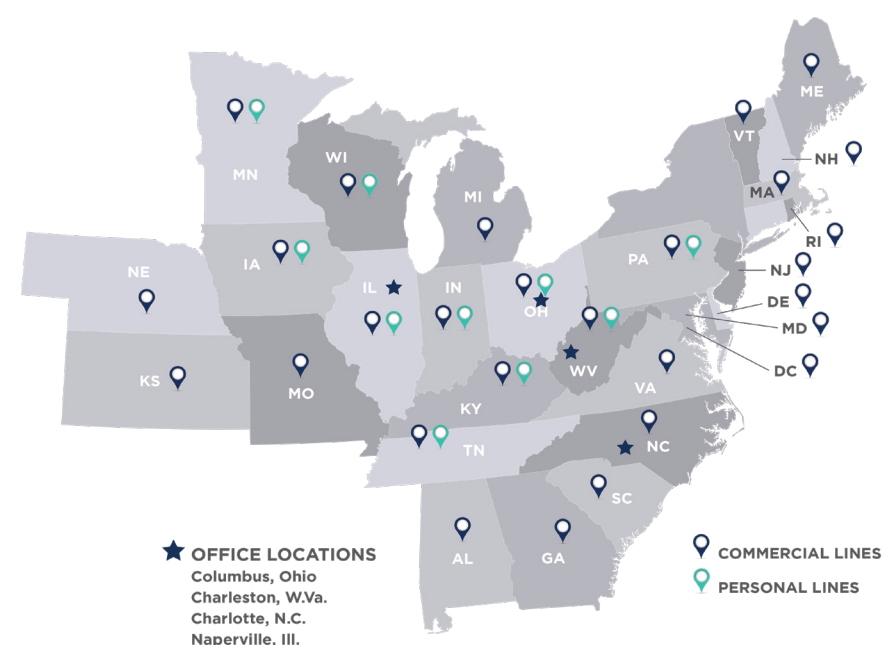 ME
VT
NH
MN
WI
MA
MI
RI
PA
IA
NJ
NE
IL
IN
DE
OH
MD
WV
DC
KS
VA
MO
KY
NC
TN
SC
AL
GA
OFFICE LOCATIONS
Columbus, Ohio
Charleston, W.Va.
Charlotte, N.C.
Naperville, Ill.
COMMERCIAL LINES
PERSONAL LINES